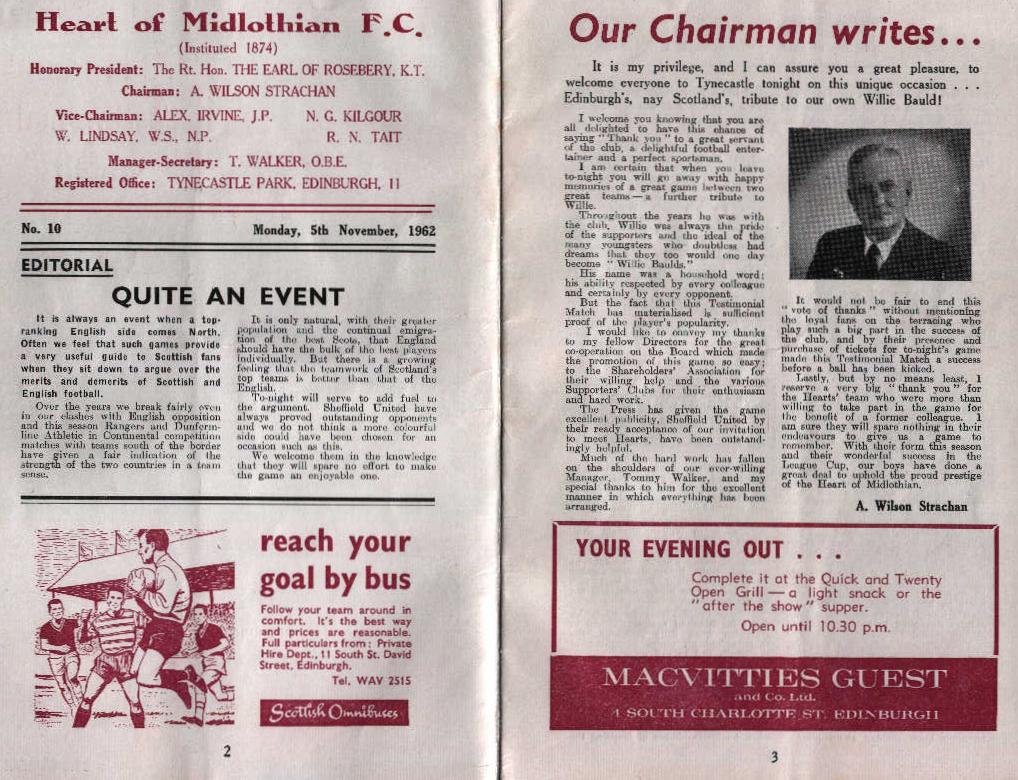 Heart of Midlothian F.C.
(Instituted 1874)
Honorary President: The Rt. Hon. THE EARL OF ROSEBERY, K.T.
Chairman: A. WILSON STRACHAN
Vice-Chairman: ALEX. IRVINE, J.P. N. G. KILGOUR
W. LINDSAY, W.S., N.P. R. N. TAIT
Manager-Secretary: T. WALKER, O.B.E.
Registered Office: TYNECASTLE PARK, EDINBURGH, 11
No. 10 Monday, 5th November, 1962
EDITORIAL
QUITE AN EVENT
It is always an event when a top-
ranking English side comes North.
Often we feel that such games provide
a very useful guide to Scottish fans
when they sit down to argue over the
merits and demerits of Scottish and
English football.
Over the years we break fairly even
in our clashes with English opposition
and this season Rangers and Dunferm-
line Athletic in Continental competition
matches with teams south of the border
have given a fair indication of the
strength of the two countries in a team
sense.
It is only natural, with their greater
population and the continual emigra-
tion of the best Scots, that England
should have the bulk of the best players
individually. But there is a growing
feeling that the teamwork of Scotland's
top teams is better than that of the
English.
To-night will serve to add fuel to
the argument. Sheffield United have
always proved outstanding opponents
and we do not think a more colourful
side could have been chosen for an
occasion such as this.
We welcome them in the knowledge
that they will spare no effort to make
the game an enjoyable one.
reach your
goal by bus
Follow your team around in
comfort. It's the best way
and prices are reasonable.
Full particulars from: Private
Hire Dept., 11 South St. David
Street, Edinburgh.
Tel. WAV 2515
Scottish Omnibuses
2
Our Chairman writes...
It is my privilege, and I can assure you a great pleasure, to
welcome everyone to Tynecastle tonight on this unique occasion . . .
Edinburgh's, nay Scotland's, tribute to our own Willie Bauld!
I welcome you knowing that you are
all delighted to have this chance of
saying "Thank you" to a great servant
of the club, a delightful football enter-
tainer and a perfect sportsman.
I am certain that when you leave
to-night you will go away with happy
memories of a great game between two
great teams—a further tribute to
Willie.
Throughout the years he was with
the club, Willie was always the pride
of the supporters and the ideal of the
many youngsters who doubtless had
dreams that they too would one day
become "Willie Baulds."
His name was a household word;
his ability respected by every colleague
and certainly by every opponent.
But the fact that this Testimonial
Match has materialised is sufficient
proof of the player's popularity.
I would like to convey my thanks
to my fellow Directors for the great
co-operation on the Board which made
the promotion of this game so easy;
to the Shareholders' Association for
their willing help and the various
Supporters' Clubs for their enthusiasm
and hard work.
The Press has given the game
excellent publicity, Sheffield United by
their ready acceptance of our invitation
to meet Hearts, have been outstand-
ingly helpful.
Much of the hard work has fallen
on the shoulders of our ever-willing
Manager, Tommy Walker, and my
special thanks to him for the excellent
manner in which everything has been
arranged.
It would not be fair to end this
"vote of thanks" without mentioning
the loyal fans on the terracing who
play such a big part in the success of
the club, and by their presence and
purchase of tickets for to-night's game
made this Testimonial Match a success
before a ball has been kicked.
Lastly, but by no means least, I
reserve a very big "thank you" for
the Hearts' team who were more than
willing to take part in the game for
the benefit of a former colleague. I
am sure they will spare nothing in their
endeavours to give us a game to
remember. With their form this season
and their wonderful success in the
League Cup, our boys have done a
great deal to uphold the proud prestige
of the Heart of Midlothian.
A. Wilson Strachan
YOUR EVENING OUT . . .
Complete it at the Quick and Twenty
Open Grill—a light snack or the
"after the show" supper.
Open until 10.30 p.m.
MACVITTIES GUEST
and Co. Ltd.
4 SOUTH CHARLOTTE ST. EDINBURGH
3